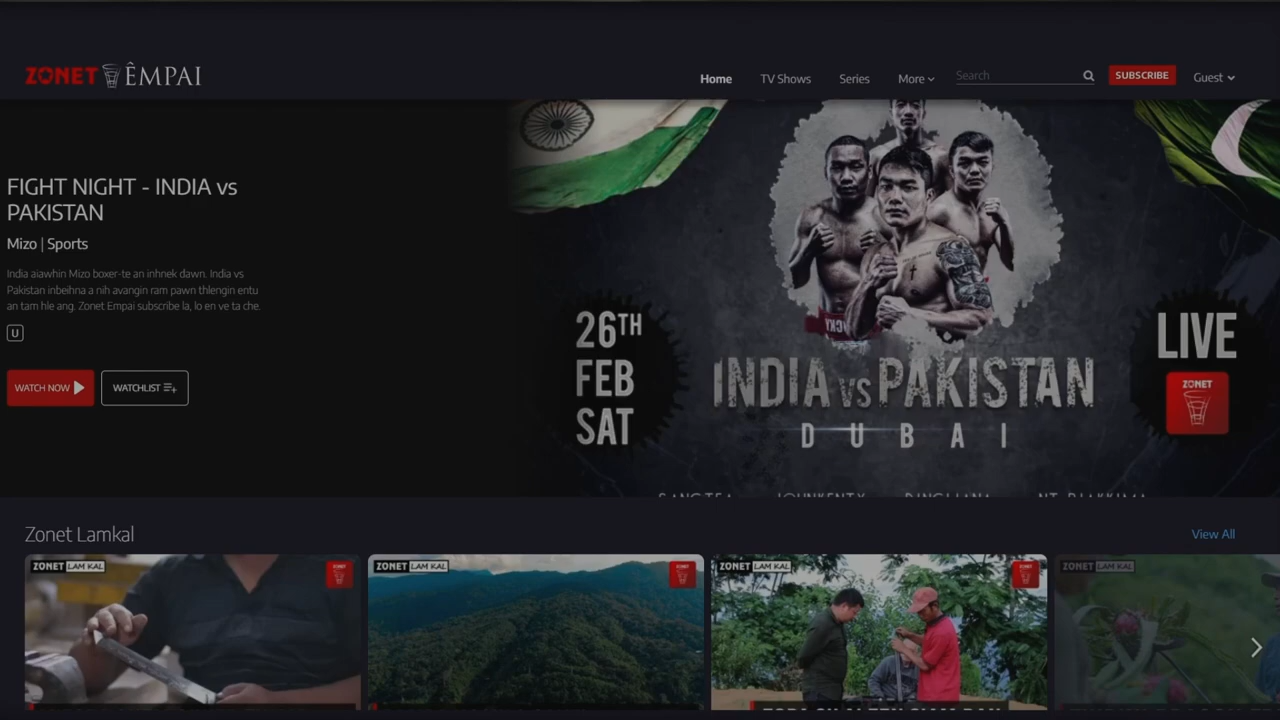 ZONET ÊMPAI
Home
TV Shows
Series
More
Search
SUBSCRIBE
Guest
FIGHT NIGHT - INDIA vs
PAKISTAN
Mizo | Sports
India aiawhin Mizo boxer-te an inhnek dawn. India vs
Pakistan inbeihna a nih avangin ram pawn thlengin entu
an tam hle ang. Zonet Empai subscribe la, lo en ve ta che.
U
WATCH NOW
WATCHLIST
26TH
FEB
SAT
INDIA VS PAKISTAN
DUBAI
LIVE
ZONET
Zonet Lamkal
View All
ZONET LAM KAL
ZONET
ZONET LAM KAL
ZONET
ZONET LAM KAL
ZONET
ZONET LAM KAL